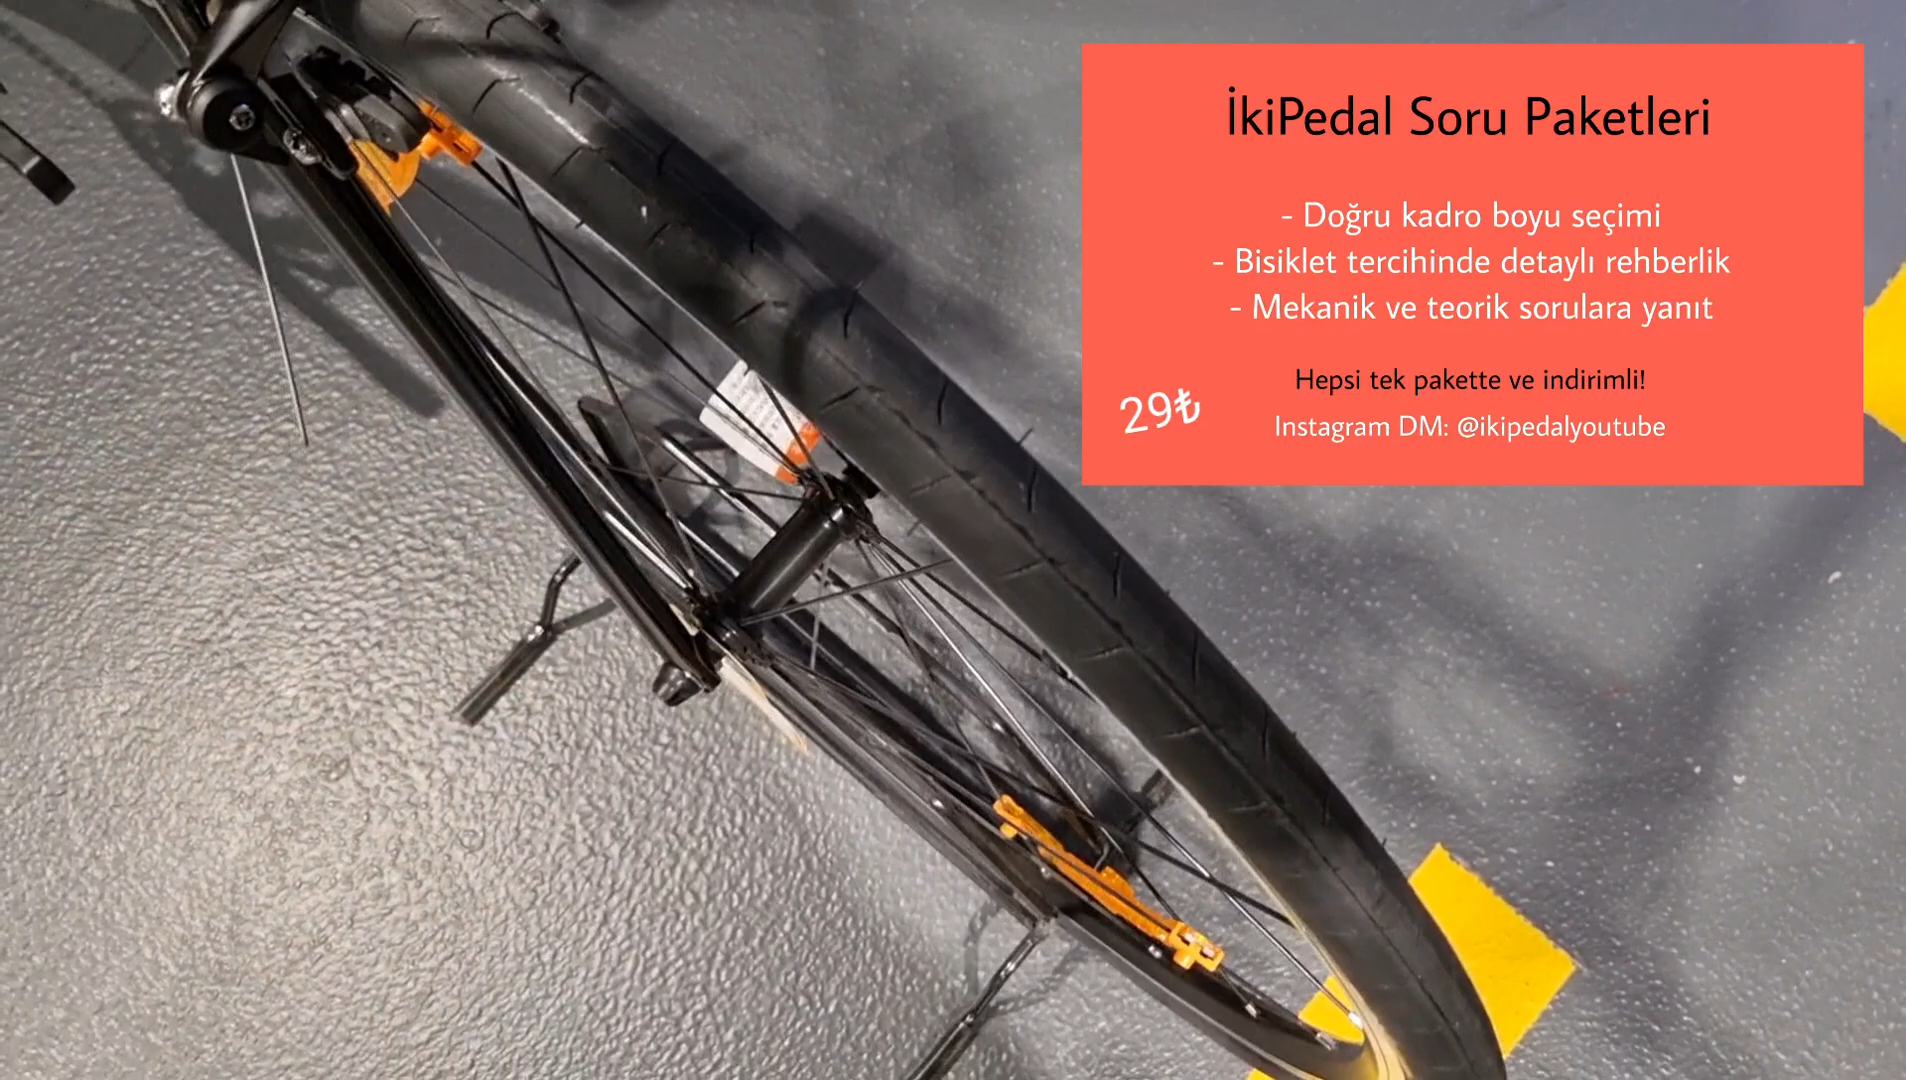 İkiPedal Soru Paketleri
- Doğru kadro boyu seçimi
- Bisiklet tercihinde detaylı rehberlik
- Mekanik ve teorik sorulara yanıt
Hepsi tek pakette ve indirimli!
29₺
Instagram DM: @ikipedalyoutube